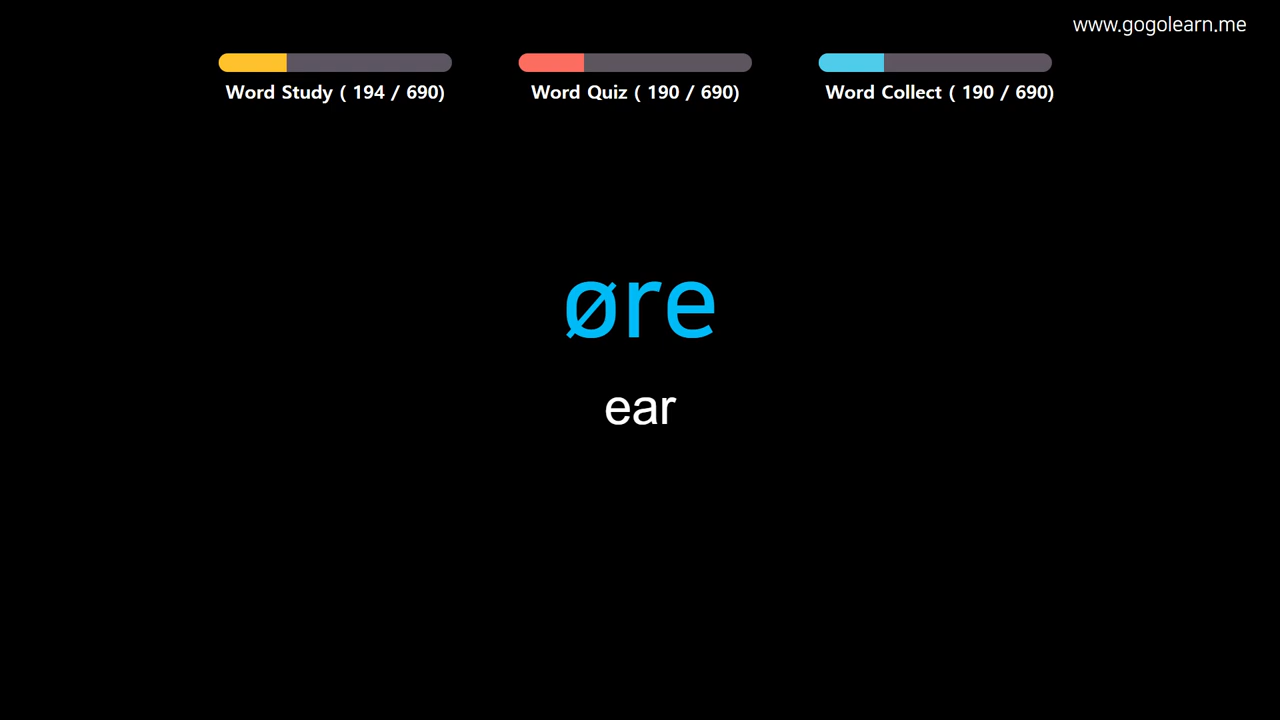 www.gogolearn.me
Word Study ( 194 / 690)
Word Quiz ( 190 / 690)
Word Collect ( 190 / 690)
øre
ear